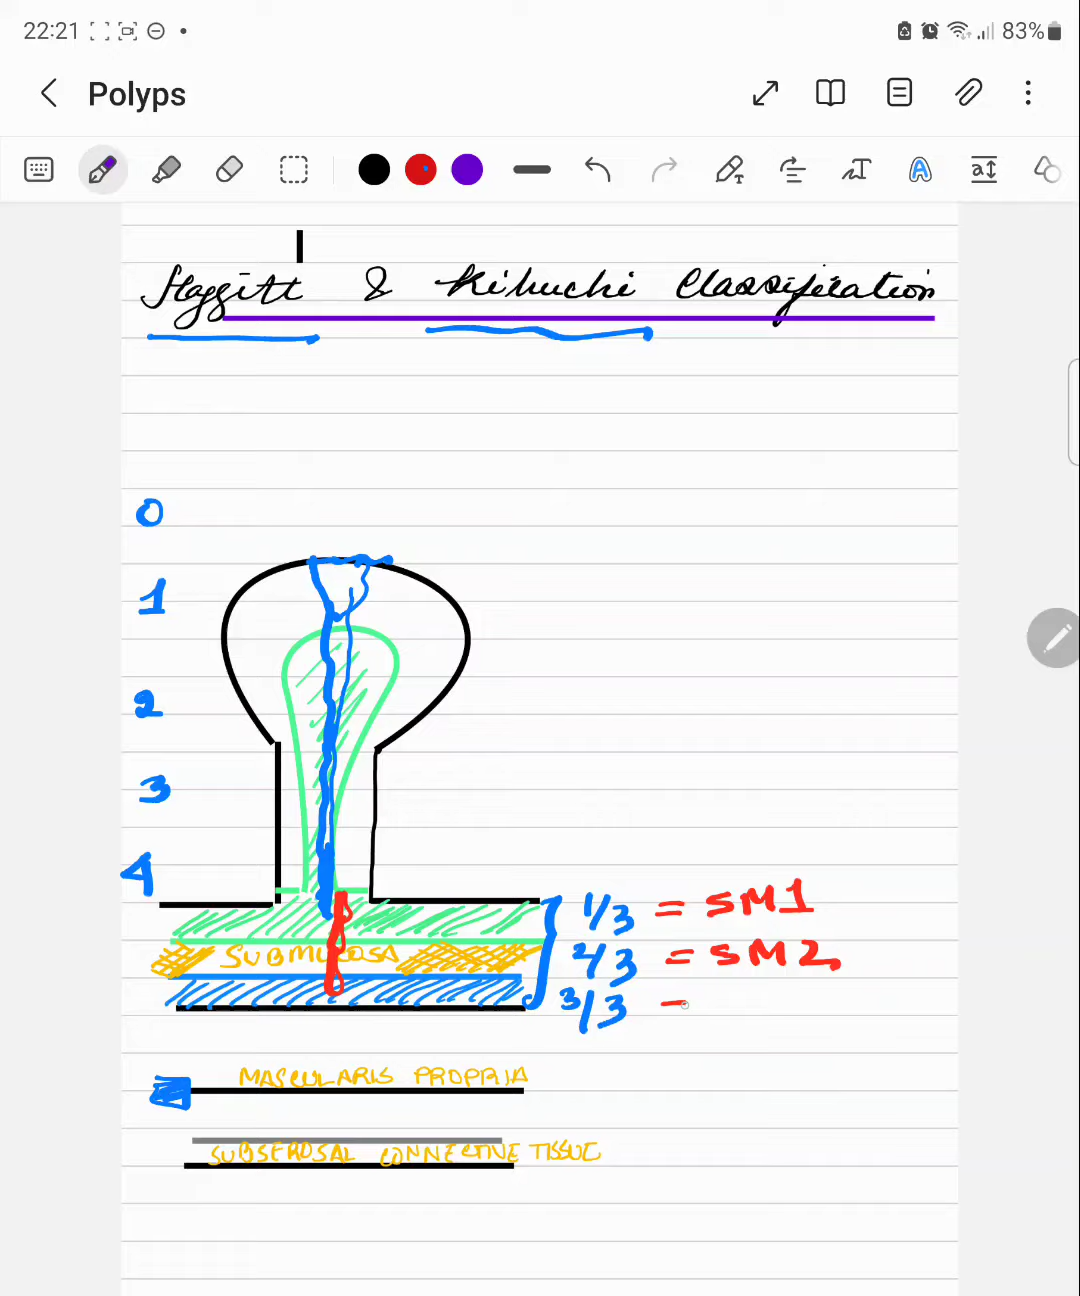 22:21 83%
Polyps
Haggitt & Kikuchi Classification
0
1
2
3
4
1/3 = SM1
SUBMUCOSA 2/3 = SM2
3/3 =
MASCULARIS PROPRIA
SUBSEROSAL CONNECTIVE TISSUE